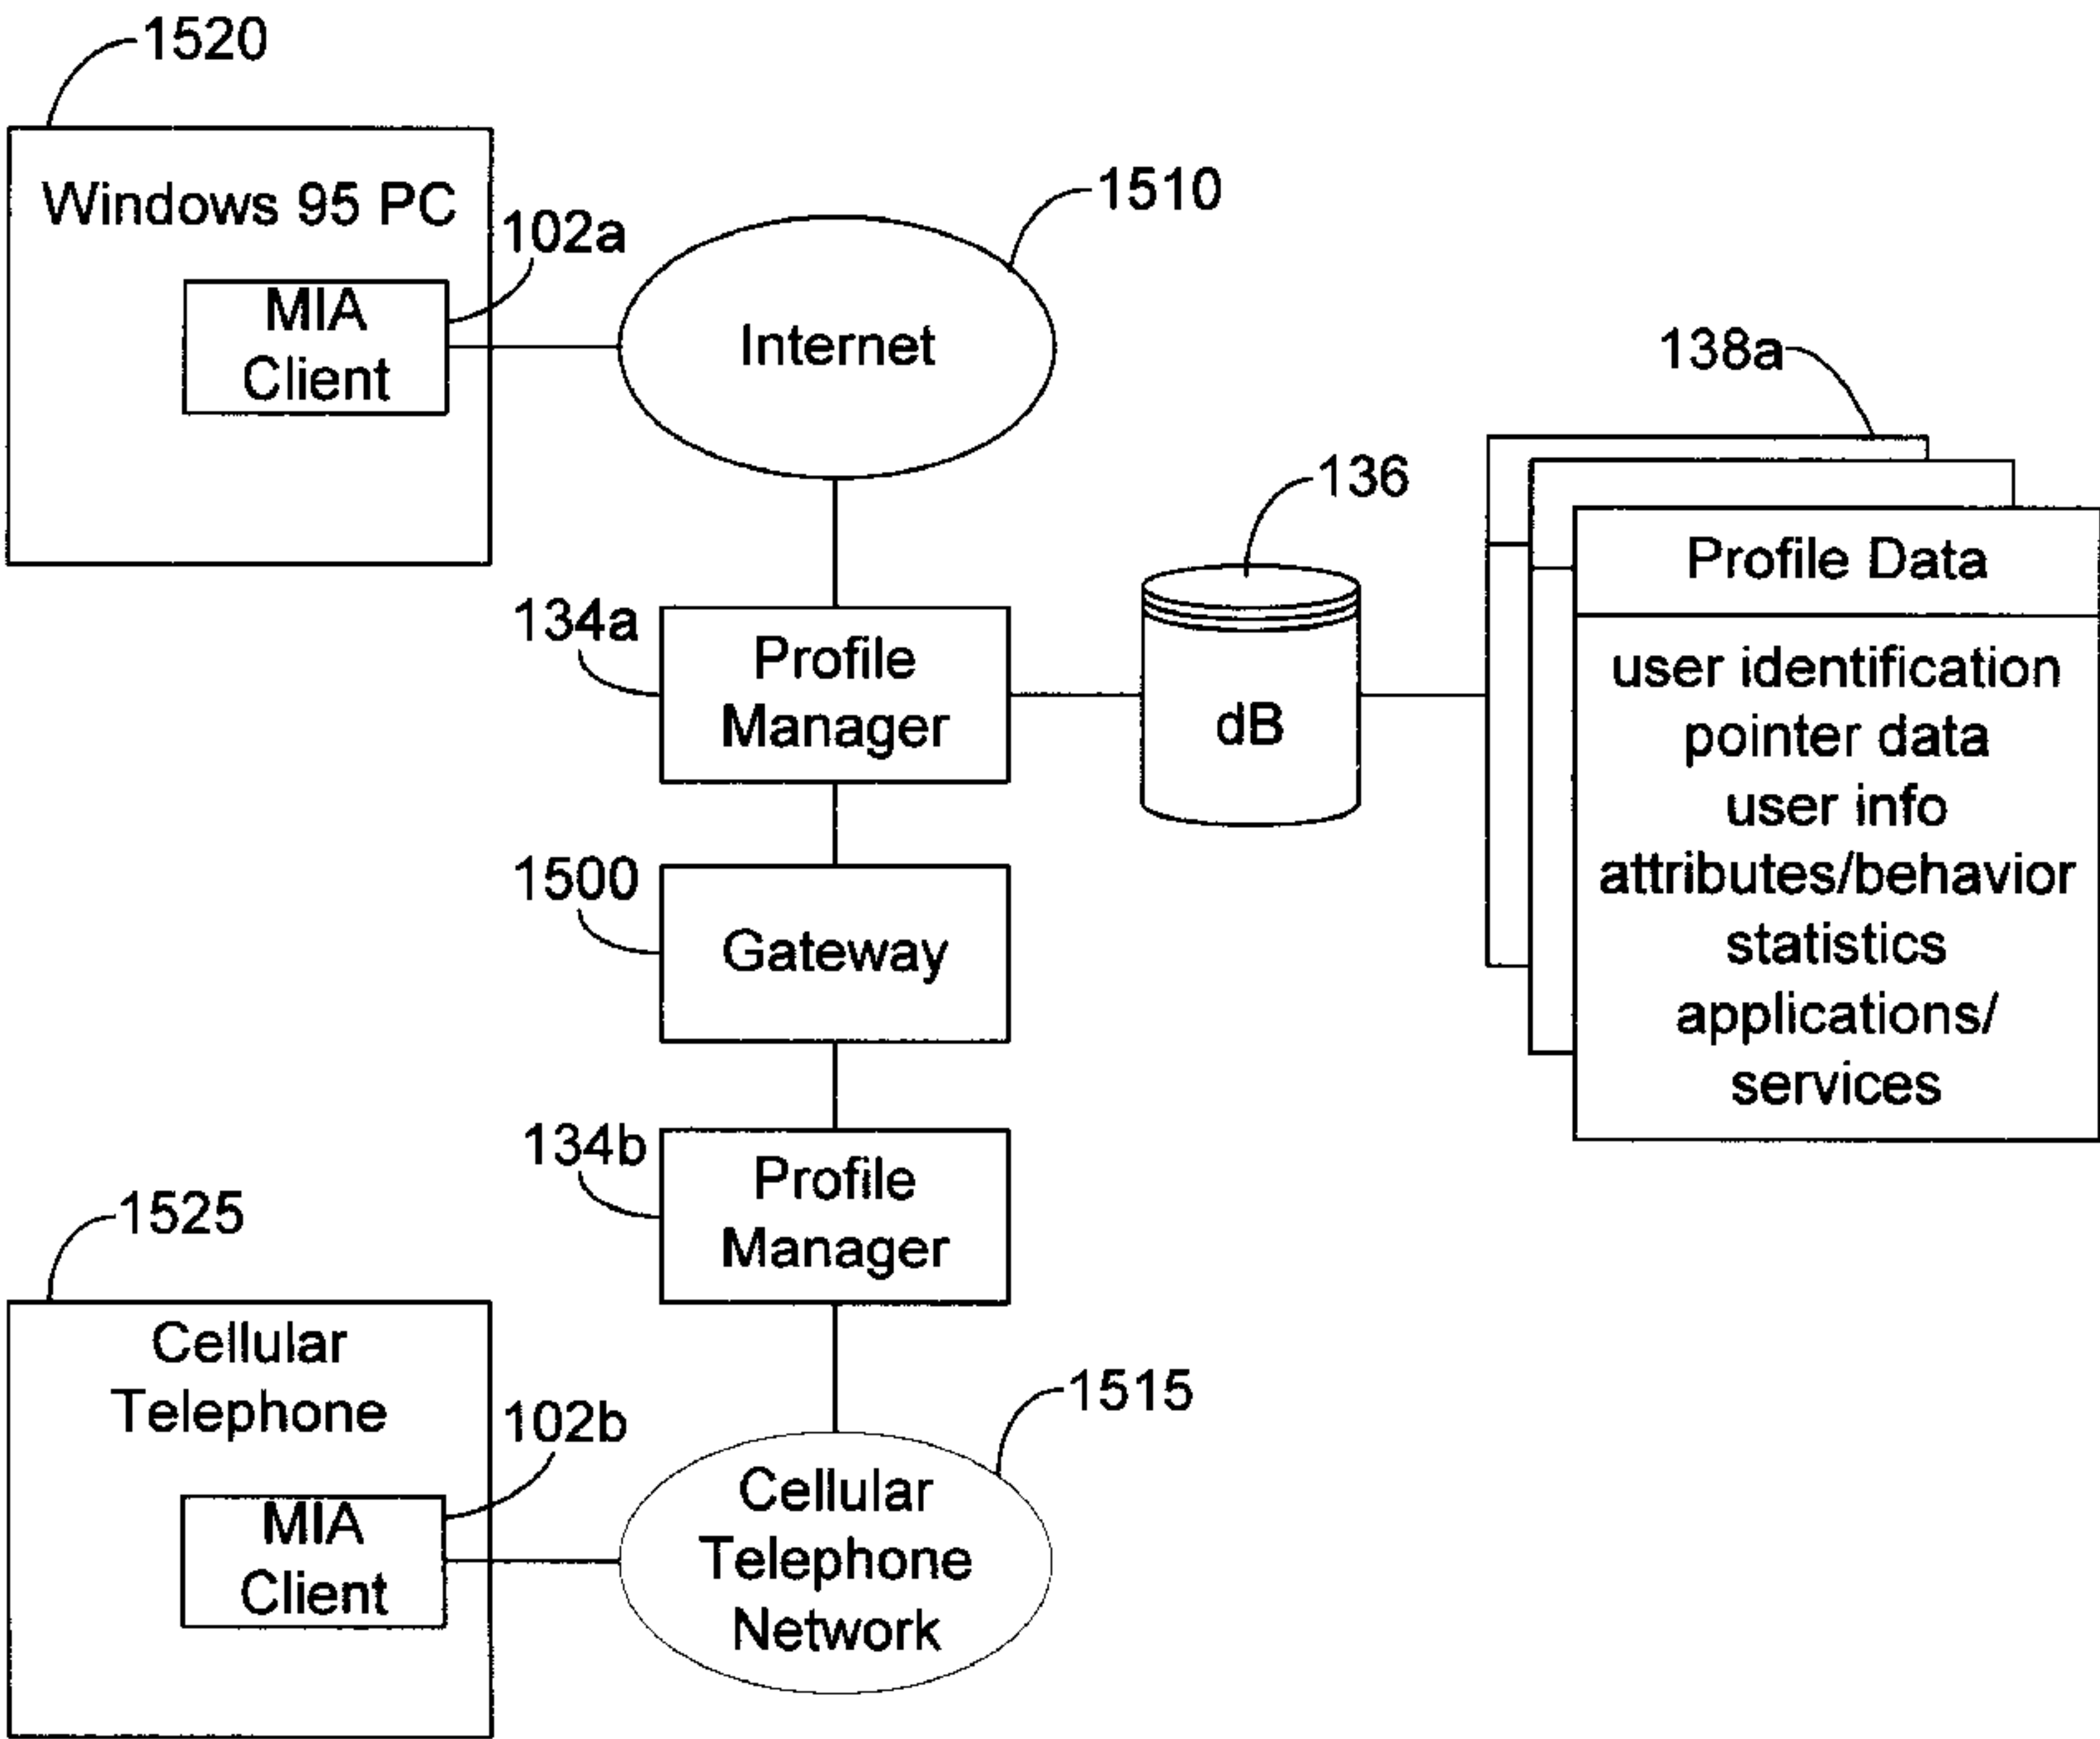 1520
Windows 95 PC
102a
MIA
Client
1510
Internet
138a
136
Profile Data
134a
Profile
Manager
dB
user identification
pointer data
user info
attributes/behavior
statistics
applications/
services
1500
Gateway
134b
Profile
Manager
1525
Cellular
Telephone
102b
MIA
Client
1515
Cellular
Telephone
Network